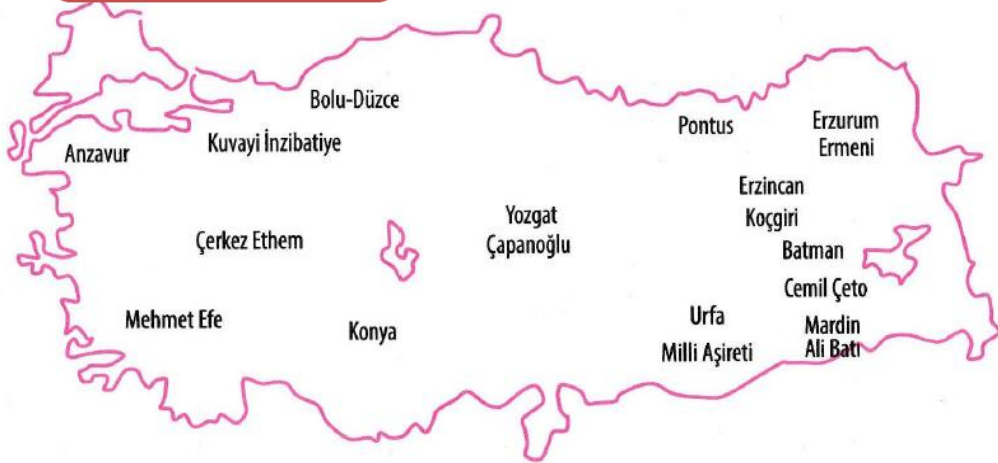 Bolu-Düzce
Kuvayi İnzibatiye
Anzavur
Pontus
Erzurum
Ermeni
Erzincan
Koçgiri
Yozgat
Çapanoğlu
Çerkez Ethem
Batman
Cemil Çeto
Mehmet Efe
Konya
Urfa
Milli Aşireti
Mardin
Ali Batı